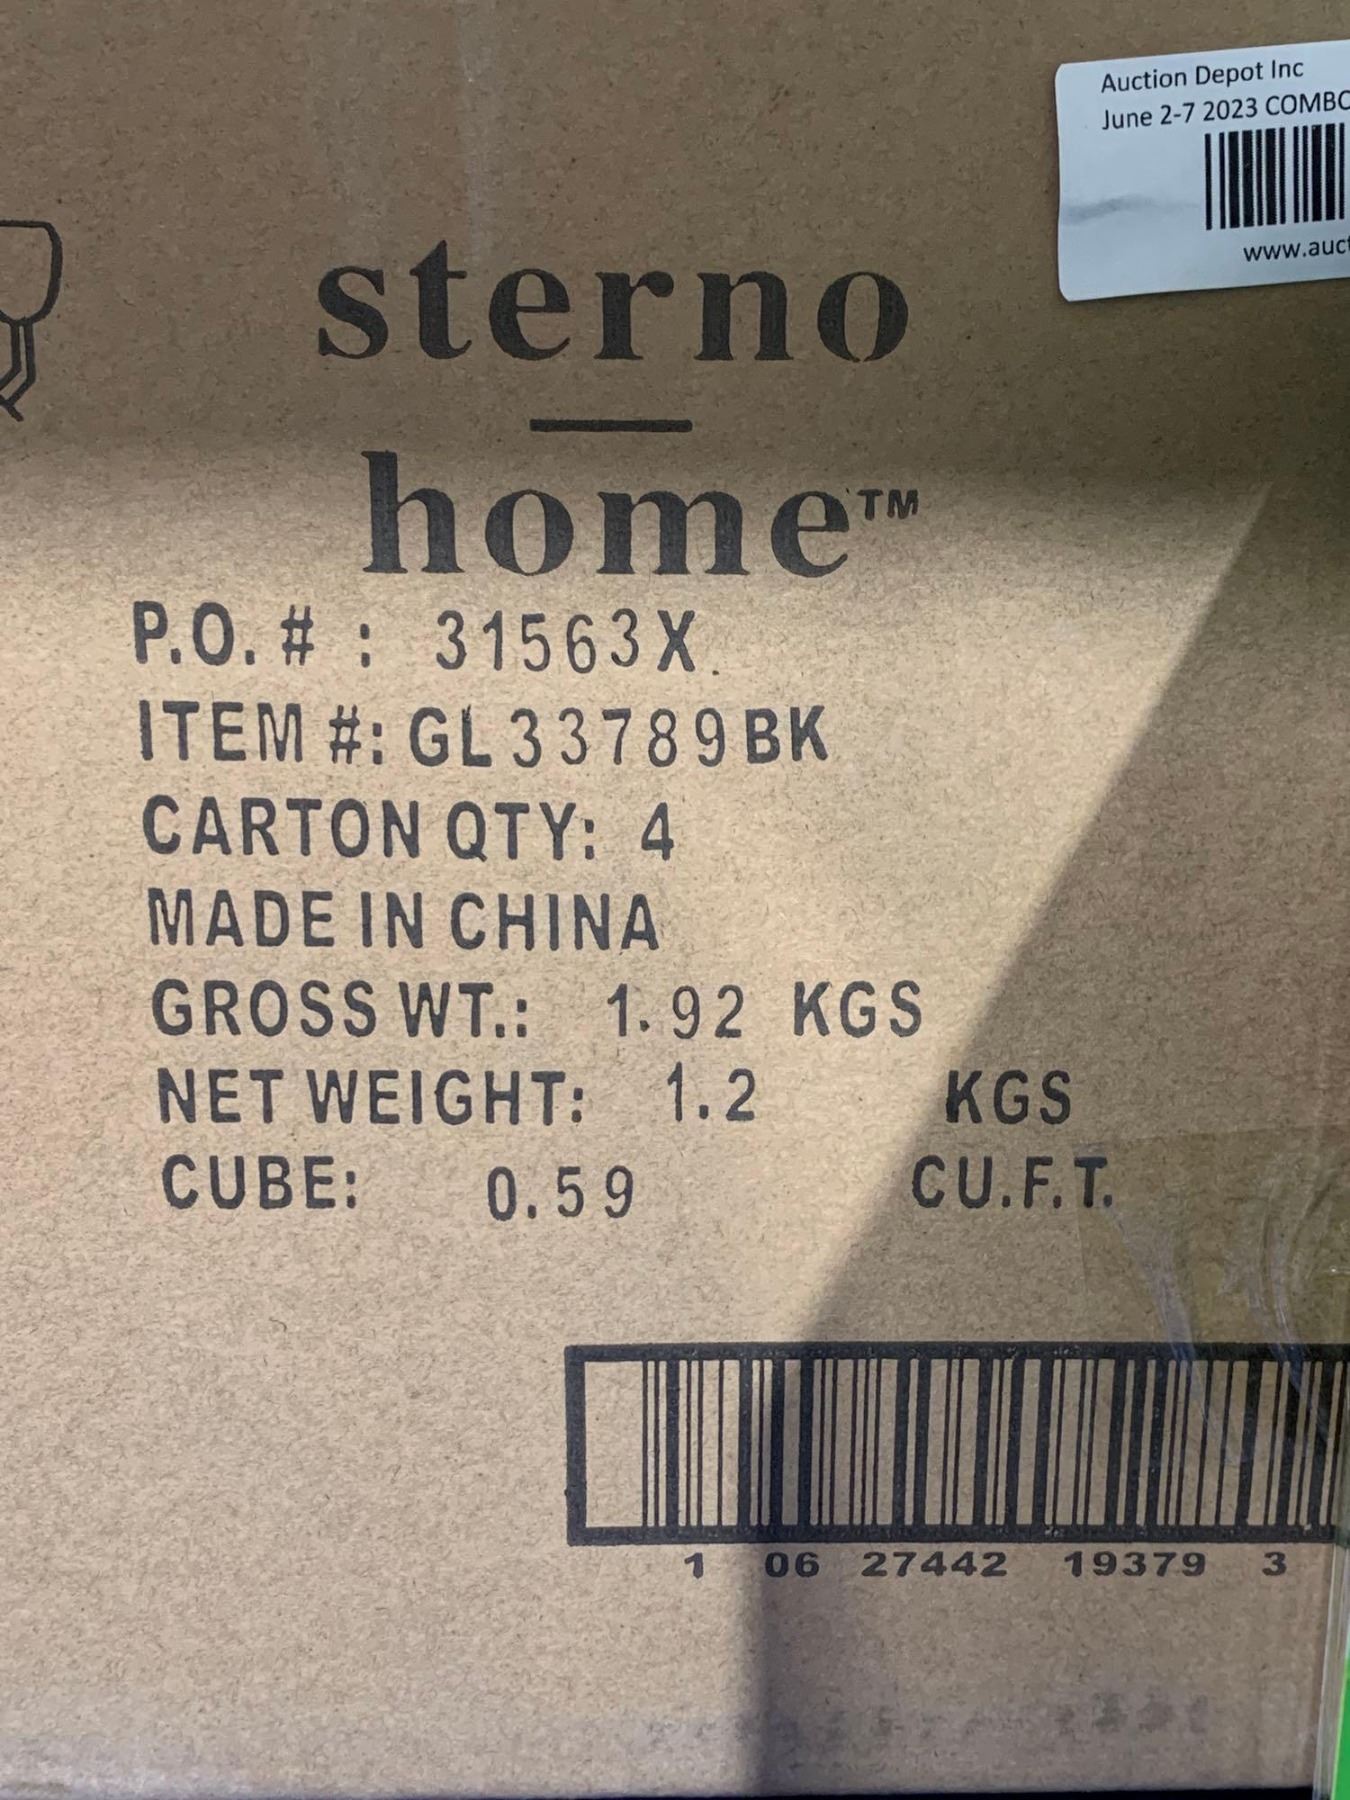 Auction Depot Inc
June 2-7 2023 COMBO
www.auct
sterno
home™
P.O. # : 31563X
ITEM #: GL33789BK
CARTON QTY: 4
MADE IN CHINA
GROSS WT.: 1.92 KGS
NET WEIGHT: 1.2 KGS
CUBE: 0.59 CU.F.T.
1 06 27442 19379 3